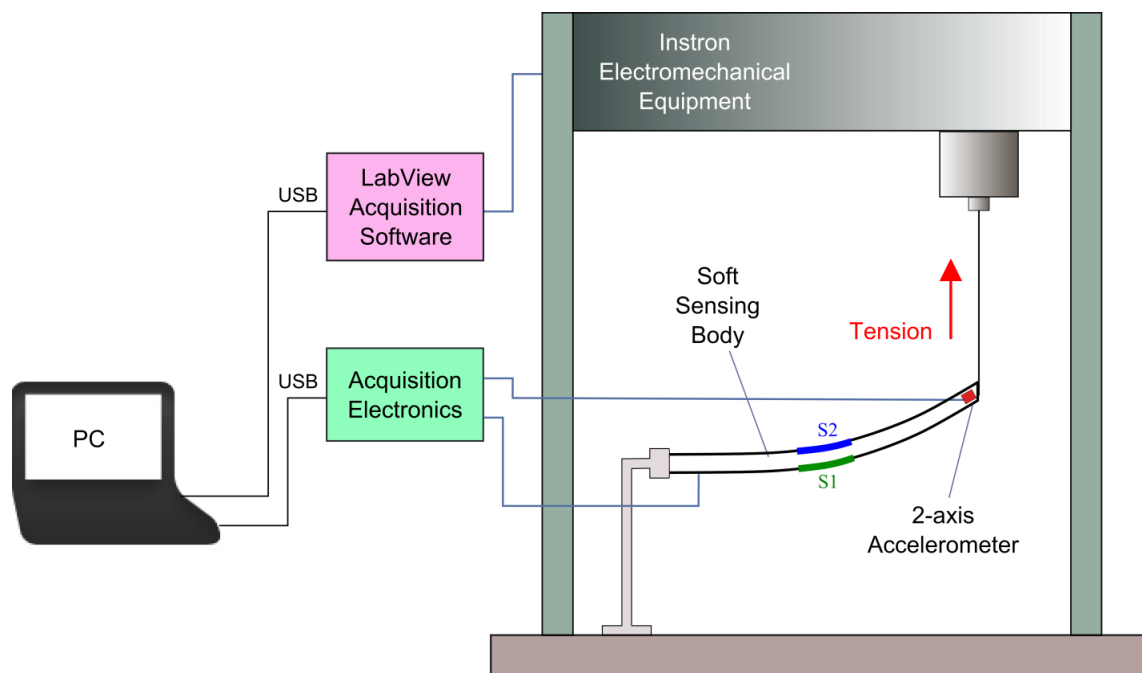 Instron
Electromechanical
Equipment
LabView
Acquisition
Software
USB
Soft
Sensing
Body
Tension
USB
Acquisition
Electronics
PC
S2
S1
2-axis
Accelerometer